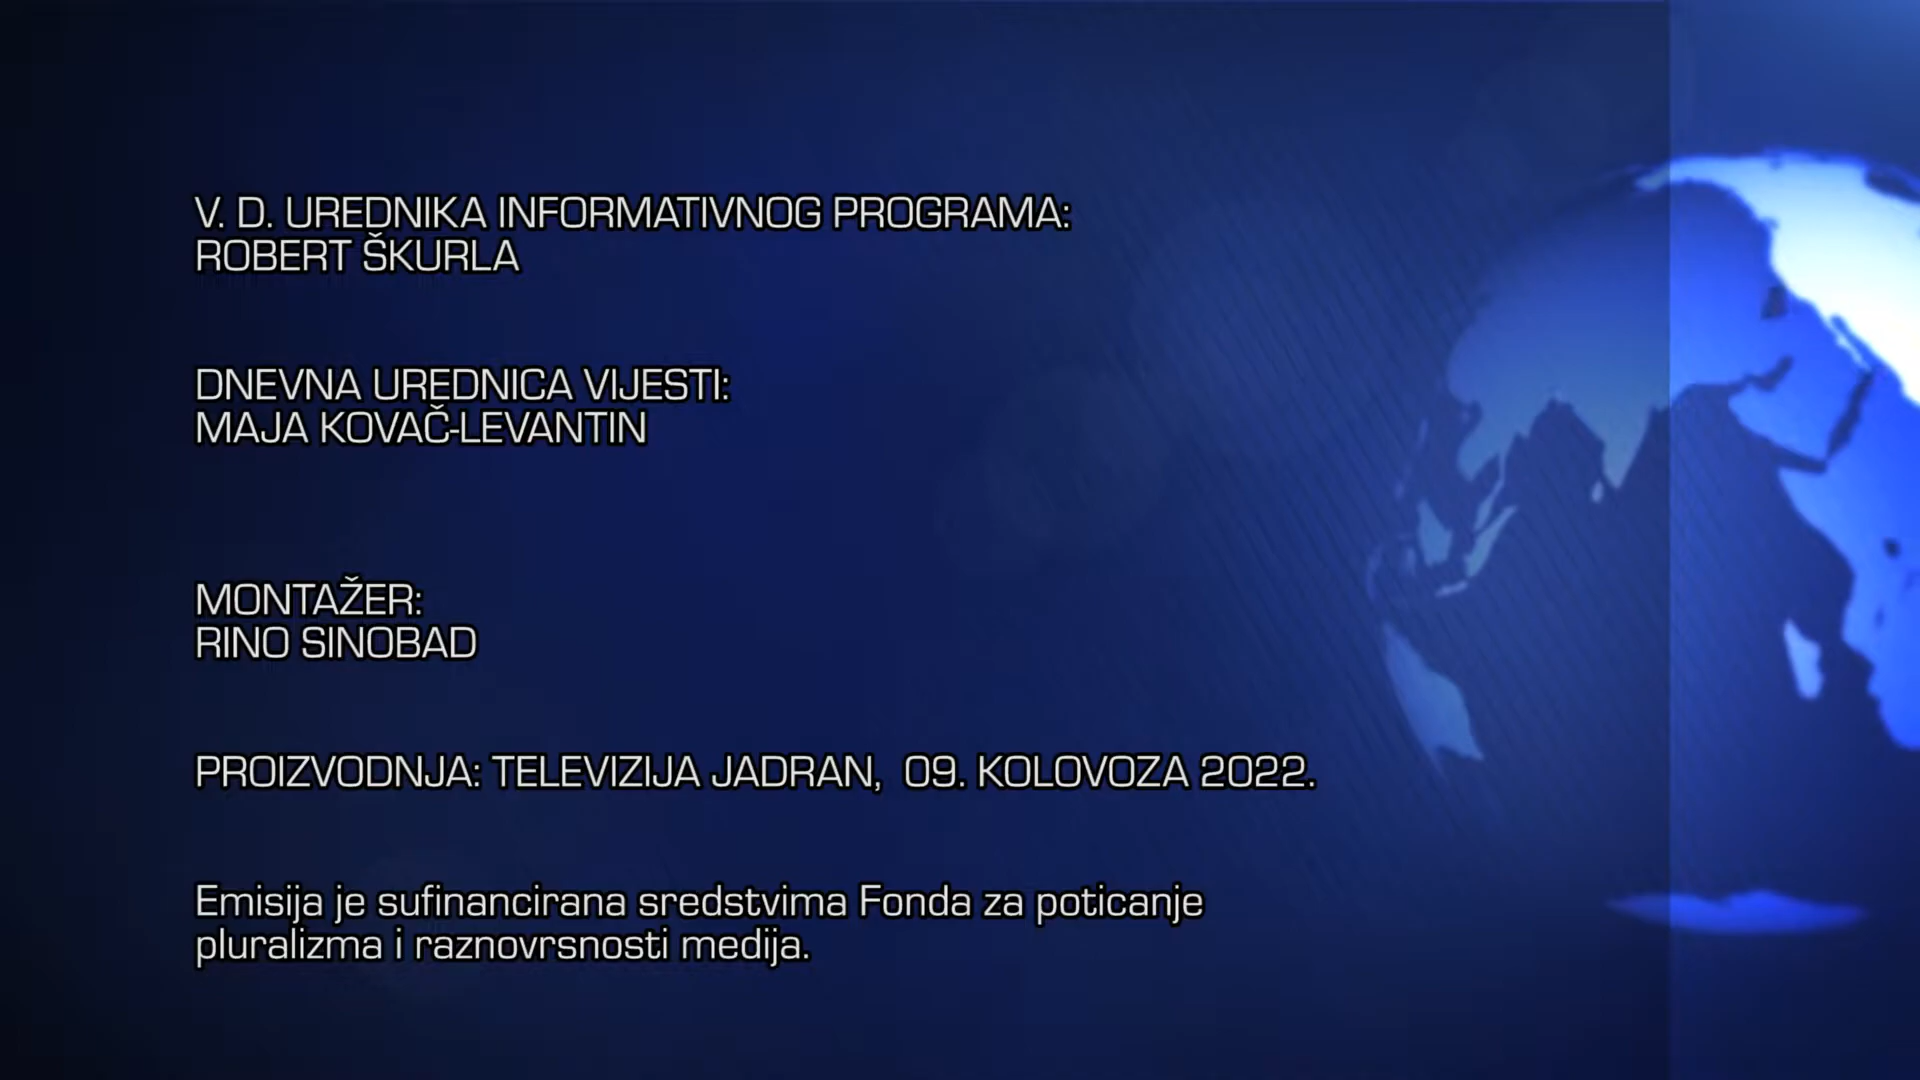 V. D. UREDNIKA INFORMATIVNOG PROGRAMA:
ROBERT ŠKURLA
DNEVNA UREDNICA VIJESTI:
MAJA KOVAČ-LEVANTIN
MONTAŽER:
RINO SINOBAD
PROIZVODNJA: TELEVIZIJA JADRAN, 09. KOLOVOZA 2022.
Emisija je sufinancirana sredstvima Fonda za poticanje
pluralizma i raznovrsnosti medija.